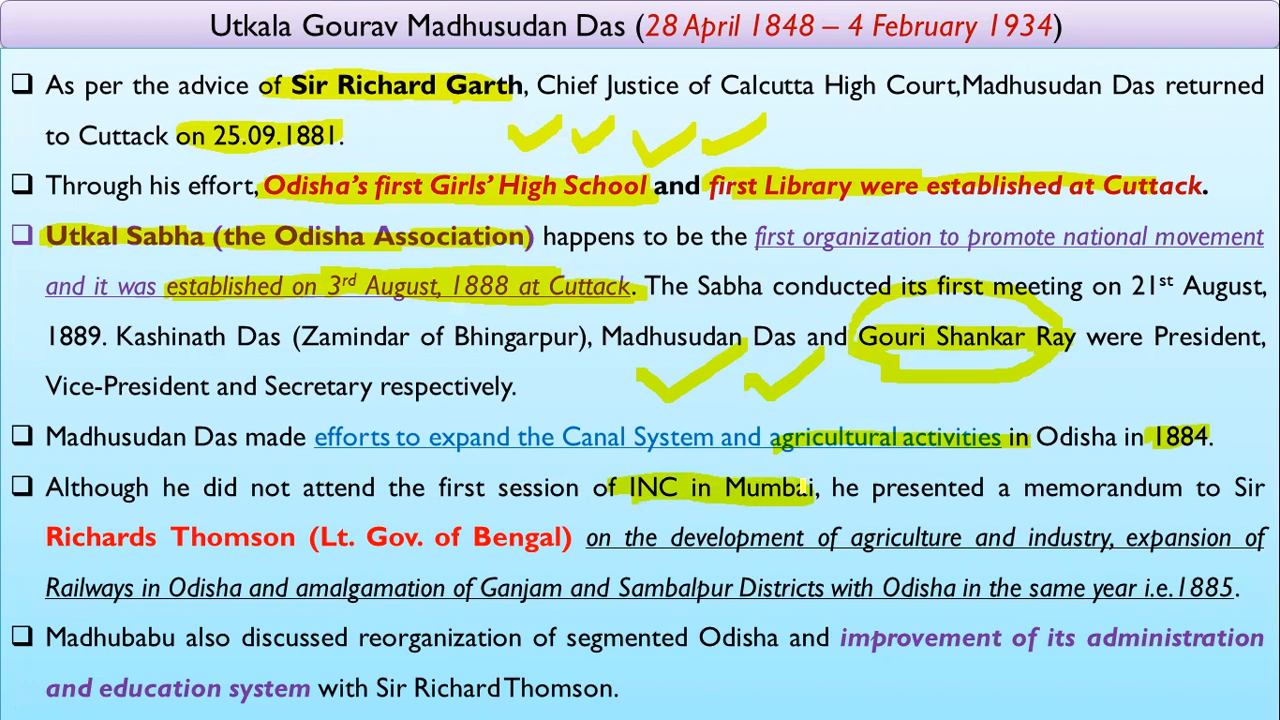 Utkala Gourav Madhusudan Das (28 April 1848 – 4 February 1934)
❑ As per the advice of Sir Richard Garth, Chief Justice of Calcutta High Court,Madhusudan Das returned
to Cuttack on 25.09.1881.
❑ Through his effort, Odisha's first Girls' High School and first Library were established at Cuttack.
❑ Utkal Sabha (the Odisha Association) happens to be the first organization to promote national movement
and it was established on 3rd August, 1888 at Cuttack. The Sabha conducted its first meeting on 21st August,
1889. Kashinath Das (Zamindar of Bhingarpur), Madhusudan Das and Gouri Shankar Ray were President,
Vice-President and Secretary respectively.
❑ Madhusudan Das made efforts to expand the Canal System and agricultural activities in Odisha in 1884.
❑ Although he did not attend the first session of INC in Mumbai, he presented a memorandum to Sir
Richards Thomson (Lt. Gov. of Bengal) on the development of agriculture and industry, expansion of
Railways in Odisha and amalgamation of Ganjam and Sambalpur Districts with Odisha in the same year i.e.1885.
❑ Madhubabu also discussed reorganization of segmented Odisha and improvement of its administration
and education system with Sir Richard Thomson.